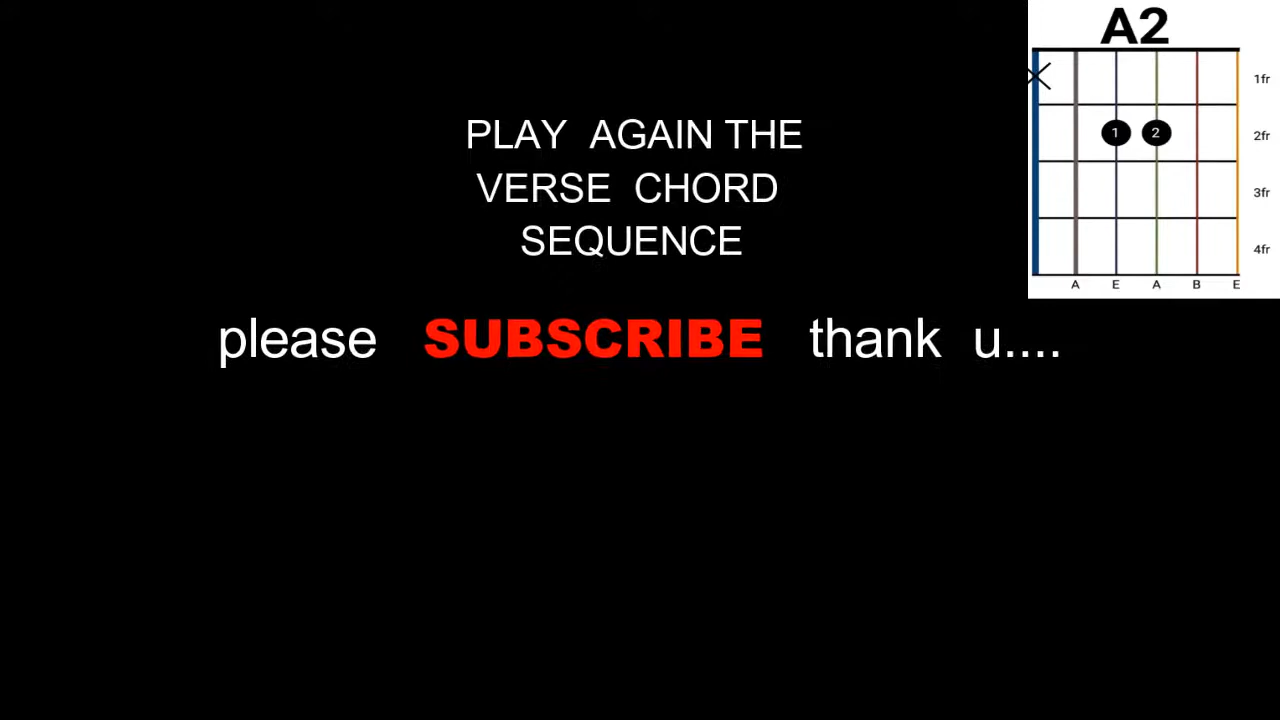 PLAY AGAIN THE
VERSE CHORD
SEQUENCE
please SUBSCRIBE thank u....
A2
1fr
1 2 2fr
3fr
4fr
A E A B E